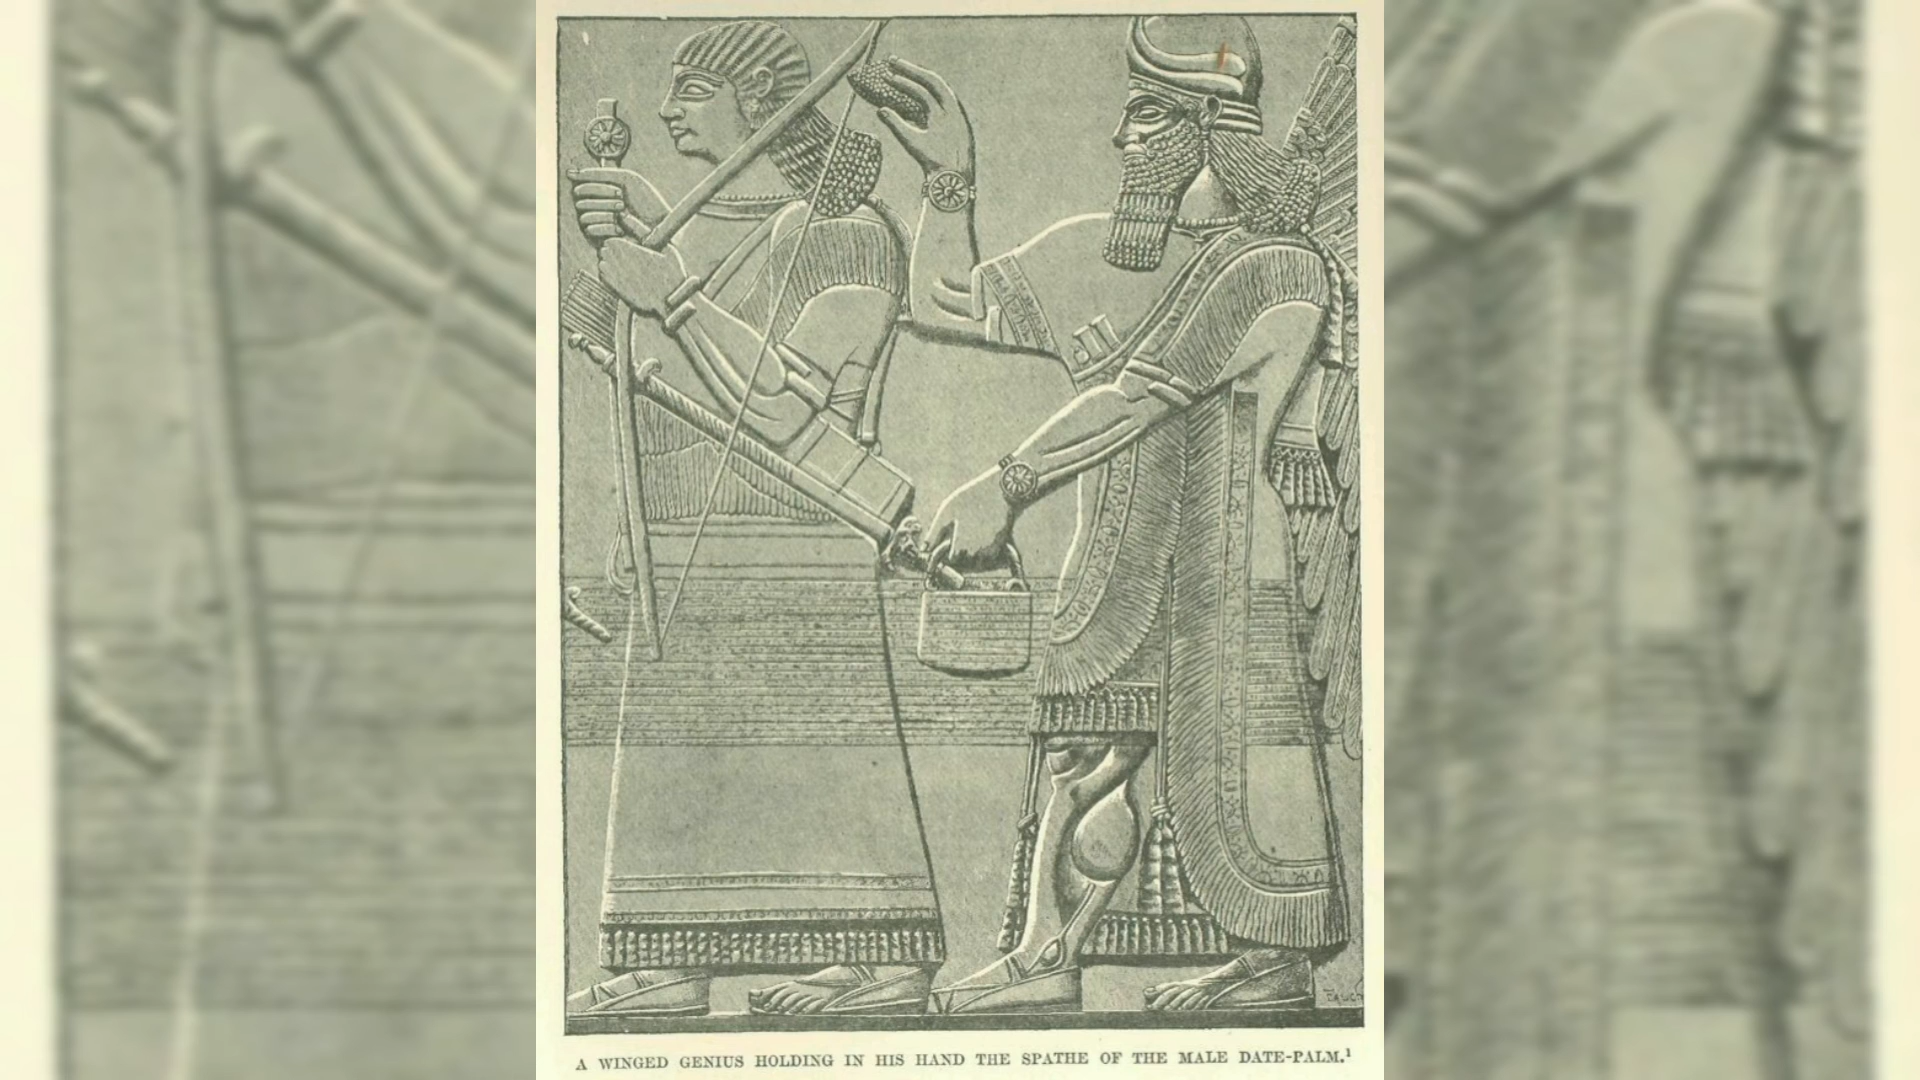 A WINGED GENIUS HOLDING IN HIS HAND THE SPATHE OF THE MALE DATE-PALM.¹